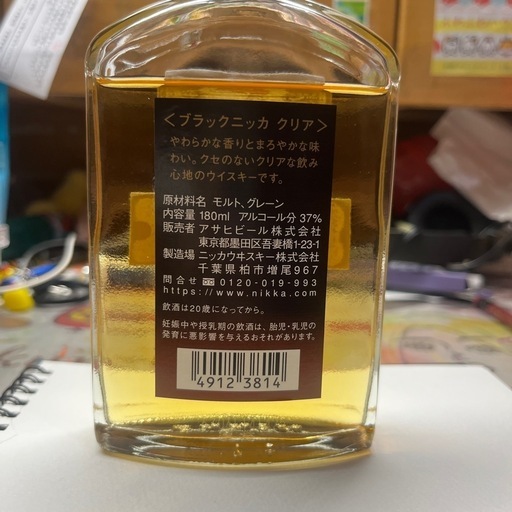 ＜ブラックニッカ クリア＞
やわらかな香りとまろやかな味
わい。クセのないクリアな飲み
心地のウイスキーです。
原材料名 モルト、グレーン
内容量 180ml アルコール分 37%
販売者 アサヒビール株式会社
東京都墨田区吾妻橋1-23-1
製造場 ニッカウヰスキー株式会社
千葉県柏市増尾967
問合せ 0120-019-993
https://www.nikka.com
飲酒は20歳になってから。
妊娠中や授乳期の飲酒は、胎児・乳児の
発育に悪影響を与えるおそれがあります。
4912 3814